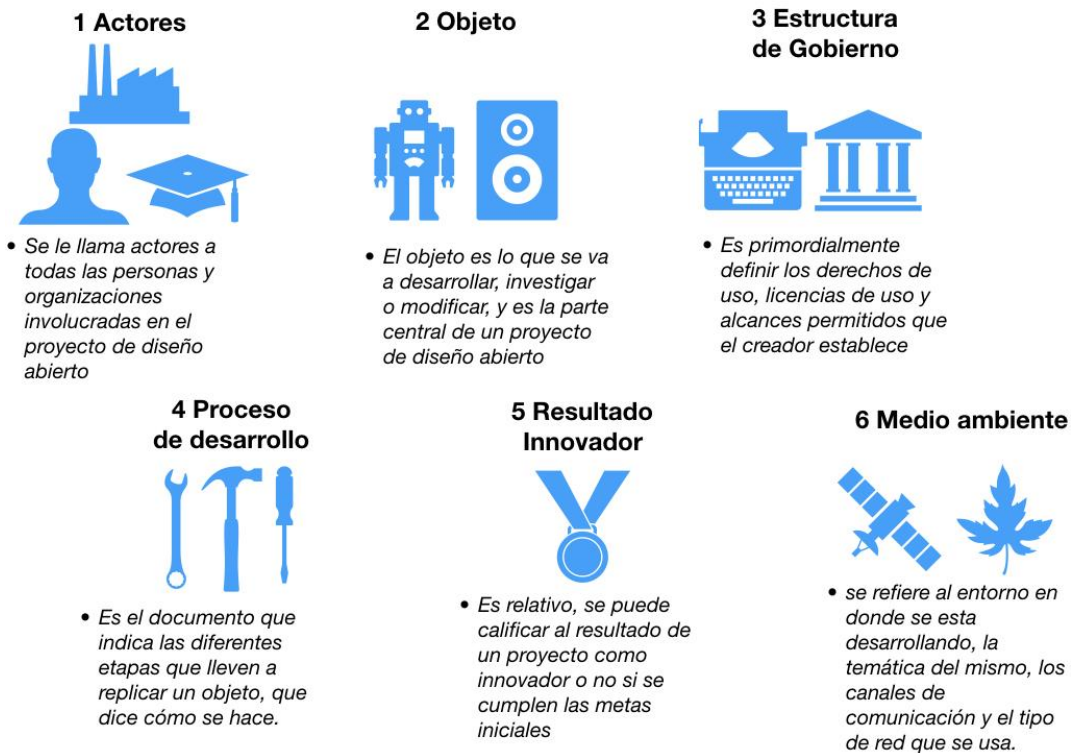 1 Actores
• Se le llama actores a
todas las personas y
organizaciones
involucradas en el
proyecto de diseño
abierto
2 Objeto
• El objeto es lo que se va
a desarrollar, investigar
o modificar, y es la parte
central de un proyecto
de diseño abierto
3 Estructura
de Gobierno
• Es primordialmente
definir los derechos de
uso, licencias de uso y
alcances permitidos que
el creador establece
4 Proceso
de desarrollo
• Es el documento que
indica las diferentes
etapas que lleven a
replicar un objeto, que
dice cómo se hace.
5 Resultado
Innovador
• Es relativo, se puede
calificar al resultado de
un proyecto como
innovador o no si se
cumplen las metas
iniciales
6 Medio ambiente
• se refiere al entorno en
donde se esta
desarrollando, la
temática del mismo, los
canales de
comunicación y el tipo
de red que se usa.